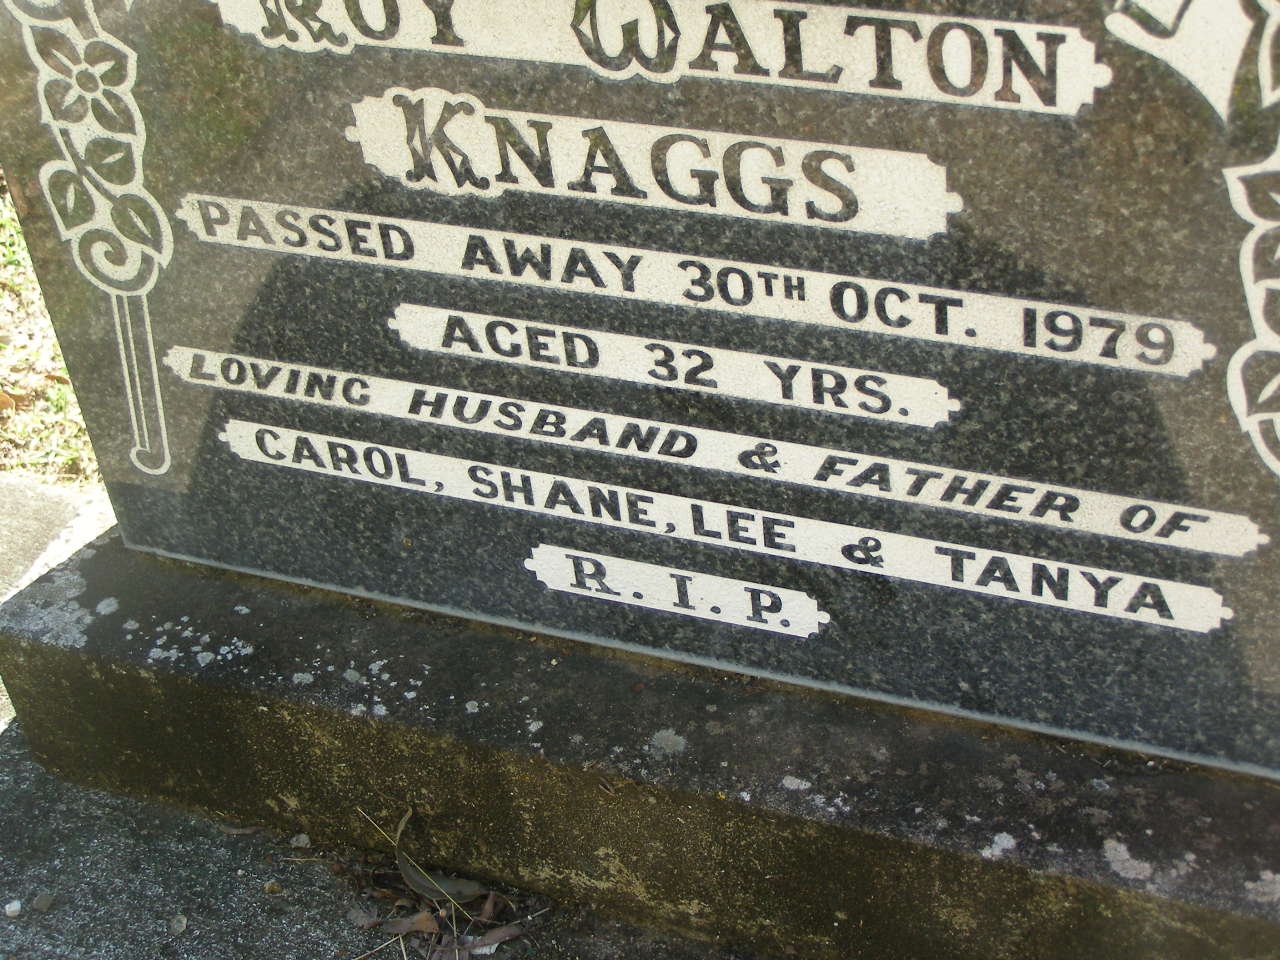 ROY WALTON
KNAGGS
PASSED AWAY 30TH OCT. 1979
AGED 32 YRS.
LOVING HUSBAND & FATHER OF
CAROL, SHANE, LEE & TANYA
R.I.P.